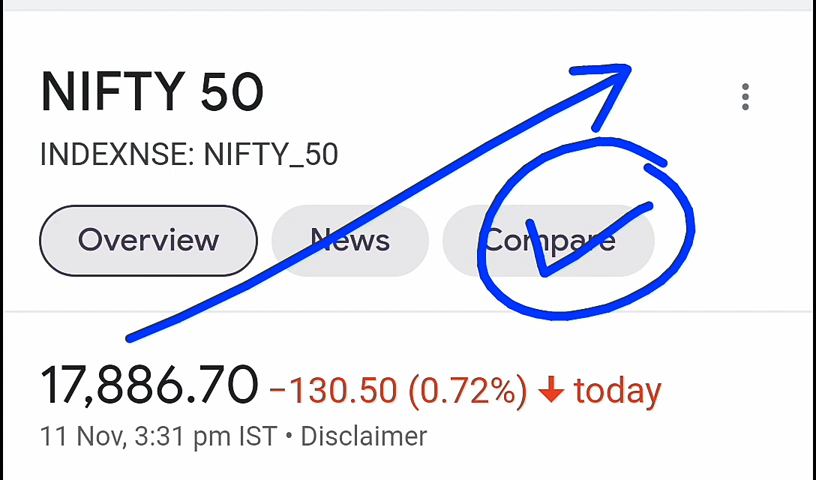 NIFTY 50
INDEXNSE: NIFTY_50
Overview News Compare
17,886.70 −130.50 (0.72%) ↓ today
11 Nov, 3:31 pm IST • Disclaimer